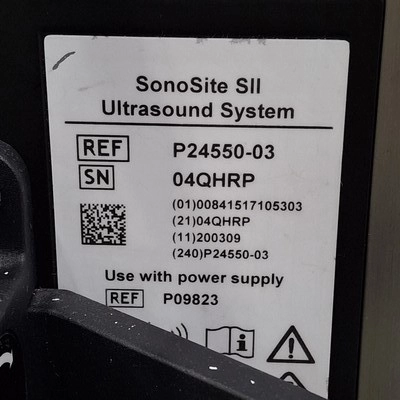 SonoSite SII
Ultrasound System
REF P24550-03
SN 04QHRP
(01)00841517105303
(21)04QHRP
(11)200309
(240)P24550-03
Use with power supply
REF P09823